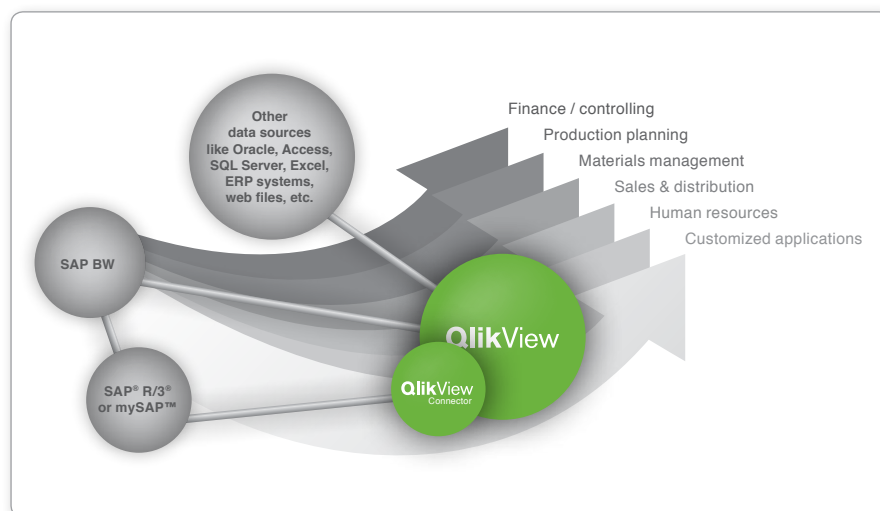 Other
data sources
like Oracle, Access,
SQL Server, Excel,
ERP systems,
web files, etc.
Finance / controlling
Production planning
Materials management
Sales & distribution
Human resources
Customized applications
SAP BW
QlikView
SAP® R/3®
or mySAP™
QlikView
Connector